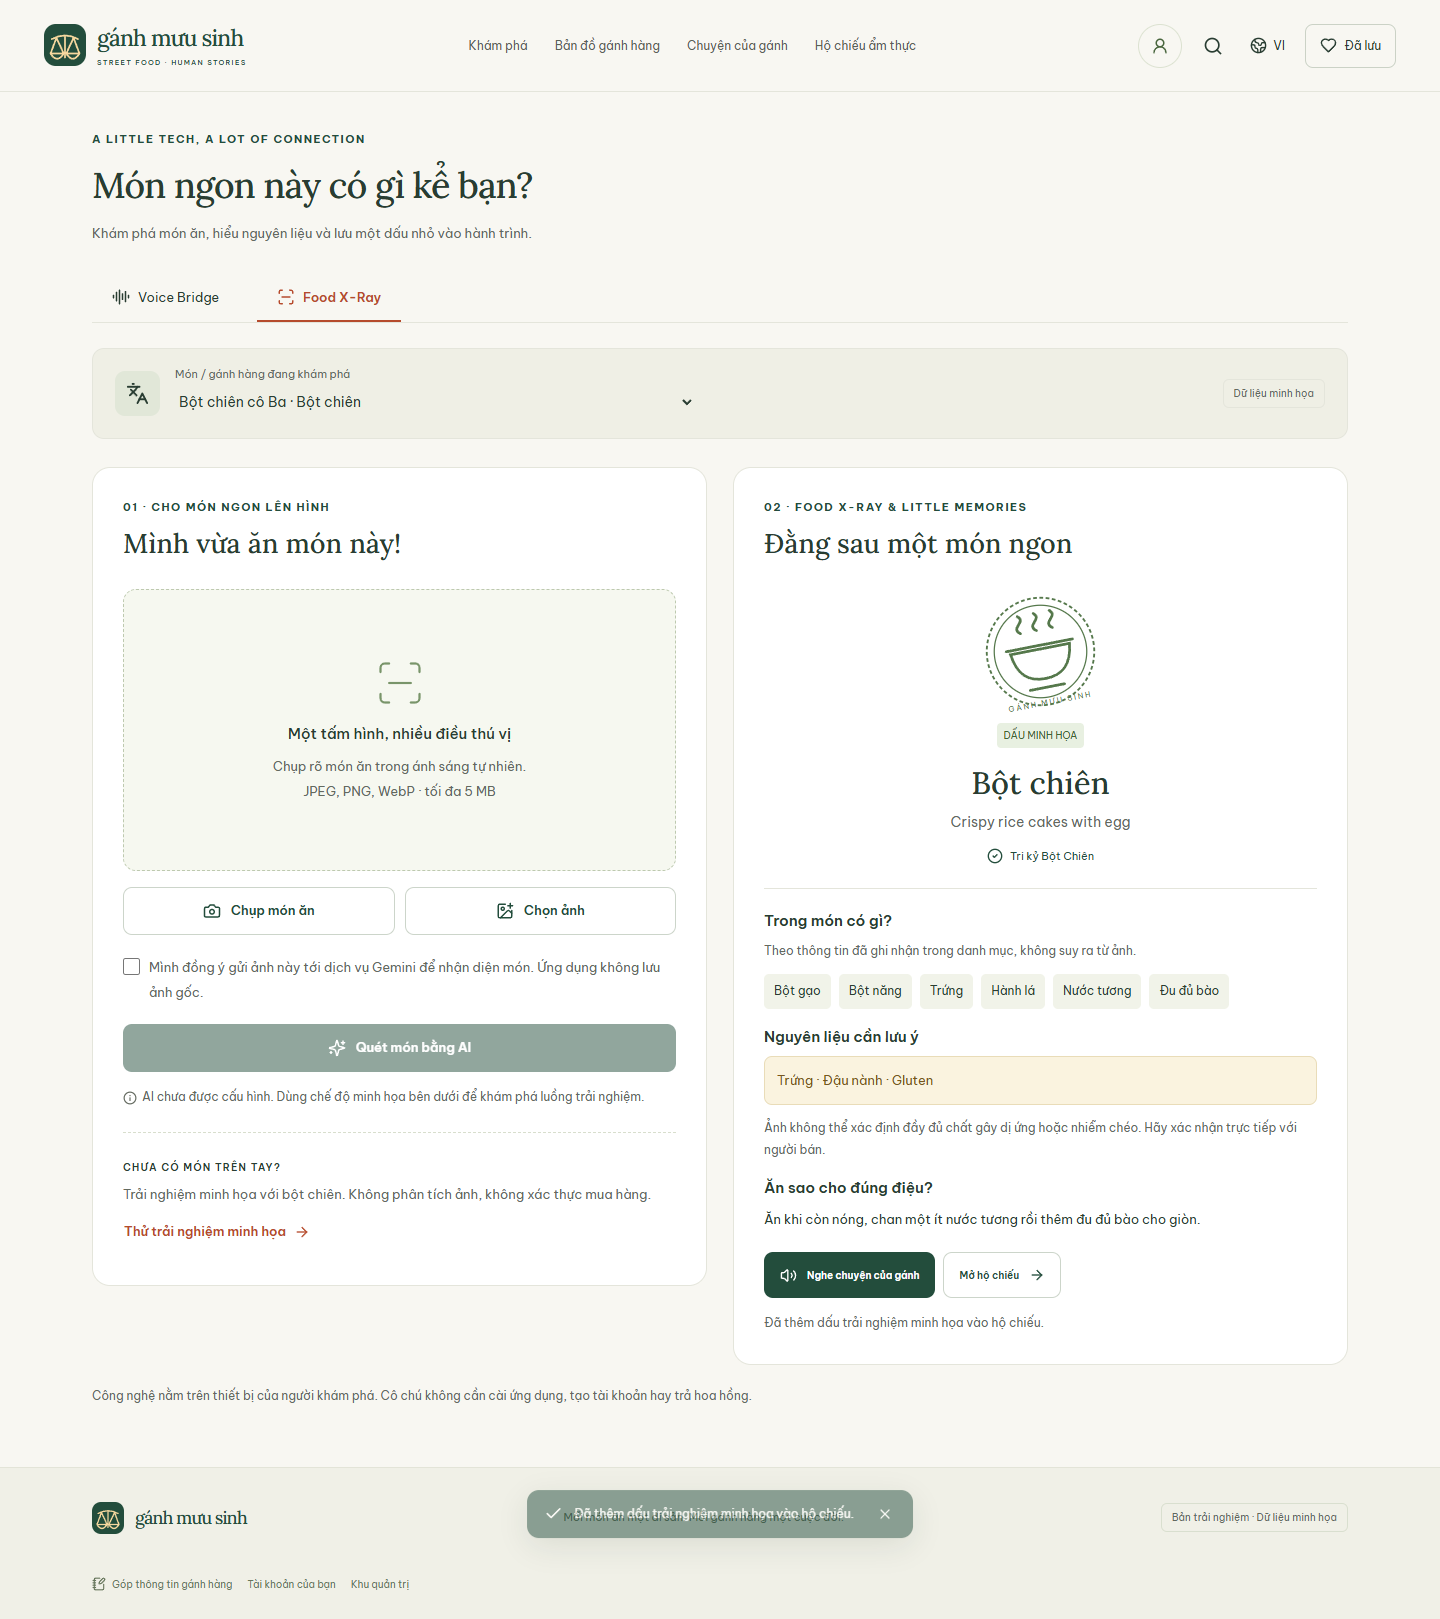 gánh mưu sinh
STREET FOOD · HUMAN STORIES
Khám phá
Bản đồ gánh hàng
Chuyện của gánh
Hộ chiếu ẩm thực
VI
Đã lưu
A LITTLE TECH, A LOT OF CONNECTION
Món ngon này có gì kể bạn?
Khám phá món ăn, hiểu nguyên liệu và lưu một dấu nhỏ vào hành trình.
Voice Bridge
Food X-Ray
Món / gánh hàng đang khám phá
Bột chiên cô Ba · Bột chiên
Dữ liệu minh họa
01 · CHO MÓN NGON LÊN HÌNH
Mình vừa ăn món này!
Một tấm hình, nhiều điều thú vị
Chụp rõ món ăn trong ánh sáng tự nhiên.
JPEG, PNG, WebP · tối đa 5 MB
Chụp món ăn
Chọn ảnh
Mình đồng ý gửi ảnh này tới dịch vụ Gemini để nhận diện món. Ứng dụng không lưu
ảnh gốc.
Quét món bằng AI
AI chưa được cấu hình. Dùng chế độ minh họa bên dưới để khám phá luồng trải nghiệm.
CHƯA CÓ MÓN TRÊN TAY?
Trải nghiệm minh họa với bột chiên. Không phân tích ảnh, không xác thực mua hàng.
Thử trải nghiệm minh họa
02 · FOOD X-RAY & LITTLE MEMORIES
Đằng sau một món ngon
GÁNH MƯU SINH
DẤU MINH HỌA
Bột chiên
Crispy rice cakes with egg
Tri kỷ Bột Chiên
Trong món có gì?
Theo thông tin đã ghi nhận trong danh mục, không suy ra từ ảnh.
Bột gạo
Bột năng
Trứng
Hành lá
Nước tương
Đu đủ bào
Nguyên liệu cần lưu ý
Trứng · Đậu nành · Gluten
Ảnh không thể xác định đầy đủ chất gây dị ứng hoặc nhiễm chéo. Hãy xác nhận trực tiếp với
người bán.
Ăn sao cho đúng điệu?
Ăn khi còn nóng, chan một ít nước tương rồi thêm đu đủ bào cho giòn.
Nghe chuyện của gánh
Mở hộ chiếu
Đã thêm dấu trải nghiệm minh họa vào hộ chiếu.
Công nghệ nằm trên thiết bị của người khám phá. Cô chú không cần cài ứng dụng, tạo tài khoản hay trả hoa hồng.
gánh mưu sinh
Đã thêm dấu trải nghiệm minh họa vào hộ chiếu.
Bản trải nghiệm · Dữ liệu minh họa
Góp thông tin gánh hàng
Tài khoản của bạn
Khu quản trị